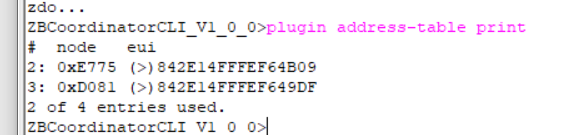 zdo...
ZBCoordinatorCLI_V1_0_0>plugin address-table print
#  node   eui
2: 0xE775 (>)842E14FFFEF64B09
3: 0xD081 (>)842E14FFFEF649DF
2 of 4 entries used.
ZBCoordinatorCLI_V1_0_0>